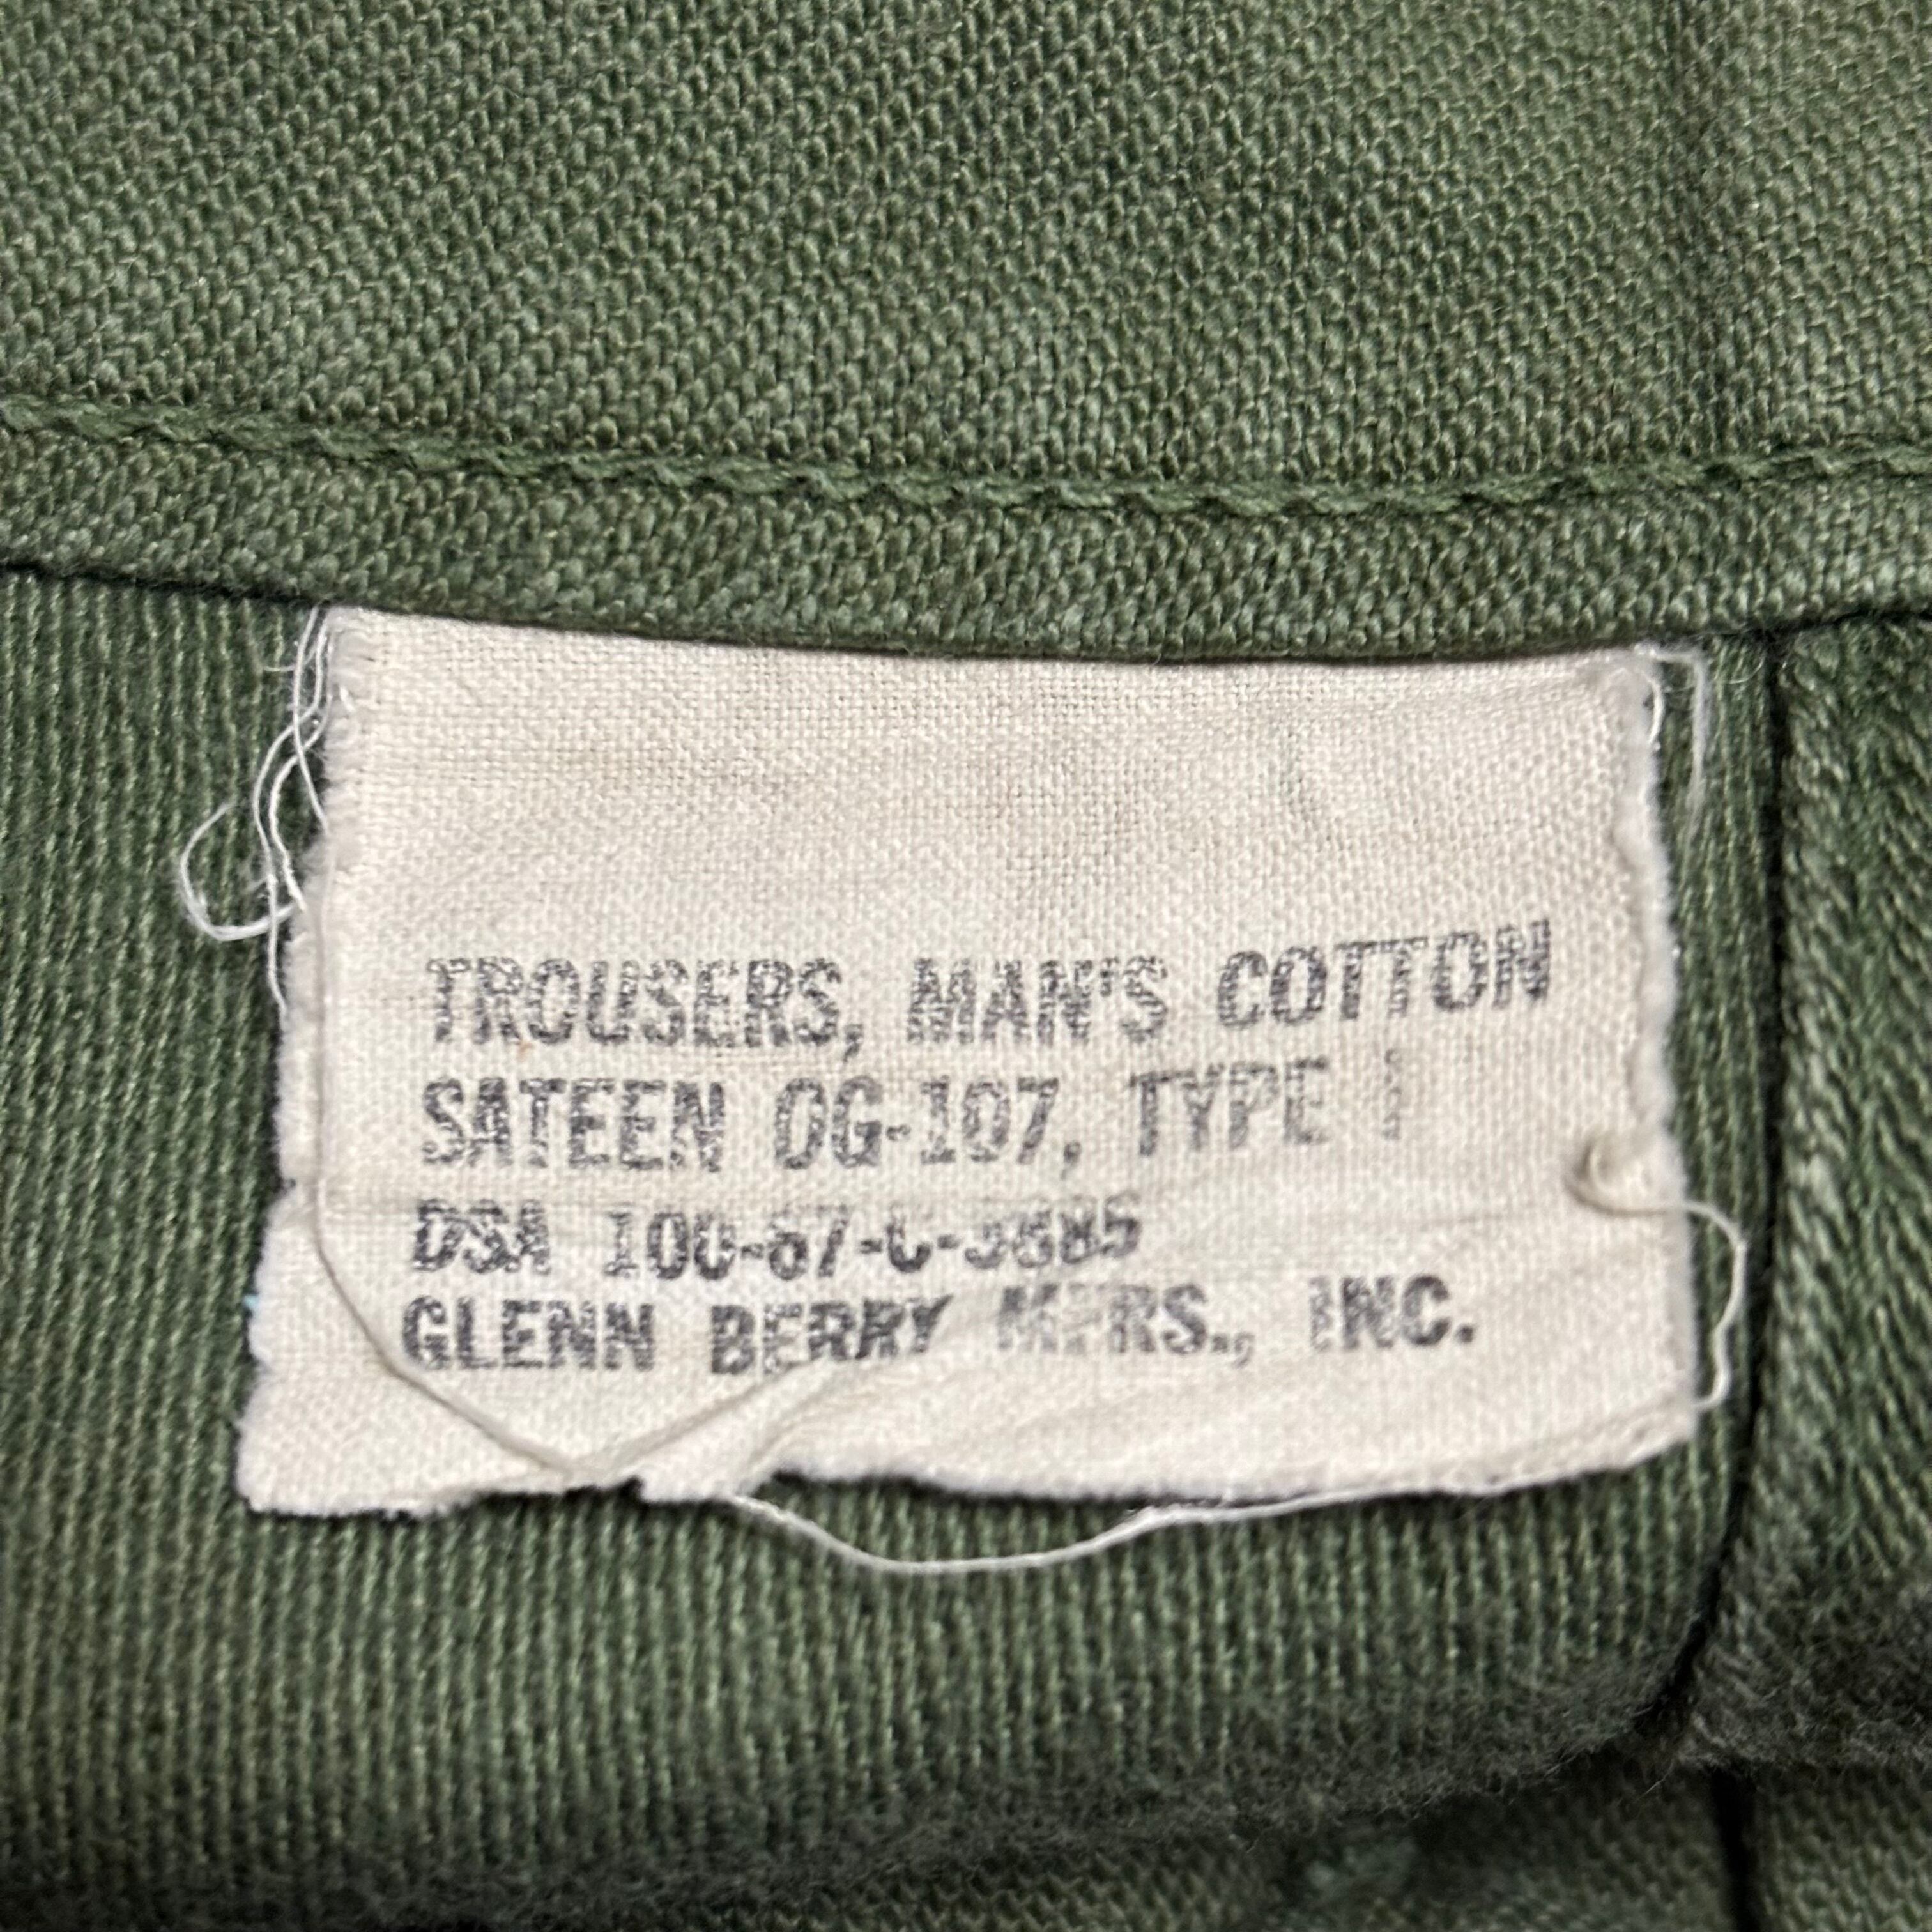 TROUSERS, MAN'S COTTON
SATEEN OG-107, TYPE I
DSA 100-67-C-3685
GLENN BERRY MFRS., INC.